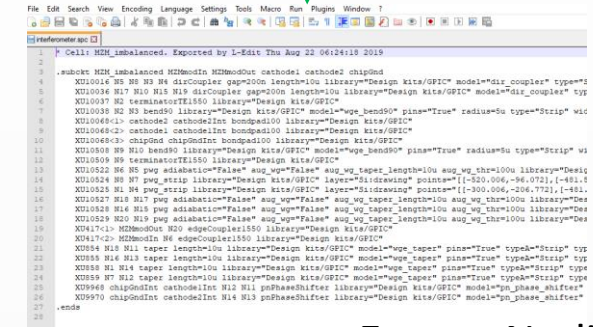 File Edit Search View Encoding Language Settings Tools Macro Run Plugins Window ?
interferometer.spc
1 * Cell: MZM_imbalanced. Exported by L-Edit Thu Aug 22 06:24:18 2019
2
3 .subckt MZM_imbalanced MZMmodIn MZMmodOut cathode1 cathode2 chipGnd
4 XU10016 N5 N8 N3 N4 dirCoupler gap=200n length=10u library="Design kits/GPIC" model="dir_coupler" type="S
5 XU10036 N17 N10 N15 N19 dirCoupler gap=200n length=10u library="Design kits/GPIC" model="dir_coupler" typ
6 XU10037 N2 terminatorTE1550 library="Design kits/GPIC"
7 XU10038 N2 N3 bend90 library="Design kits/GPIC" model="wge_bend90" pins="True" radius=5u type="Strip" wid
8 XU10068<1> cathode2 cathode2Int bondpad100 library="Design kits/GPIC"
9 XU10068<2> cathode1 cathode1Int bondpad100 library="Design kits/GPIC"
10 XU10068<3> chipGnd chipGndInt bondpad100 library="Design kits/GPIC"
11 XU10508 N9 N10 bend90 library="Design kits/GPIC" model="wge_bend90" pins="True" radius=5u type="Strip" wi
12 XU10509 N9 terminatorTE1550 library="Design kits/GPIC"
13 XU10522 N6 N5 pwg adiabatic="False" aug_wg="False" aug_wg_taper_length=10u aug_wg_thr=100u library="Desig
14 XU10524 N8 N7 pwg_strip library="Design kits/GPIC" layer="Si:drawing" points="[[-520.006,-96.072],[-481.5
15 XU10525 N1 N4 pwg_strip library="Design kits/GPIC" layer="Si:drawing" points="[[-300.006,-206.772],[-481.
16 XU10527 N18 N17 pwg adiabatic="False" aug_wg="False" aug_wg_taper_length=10u aug_wg_thr=100u library="Des
17 XU10528 N16 N15 pwg adiabatic="False" aug_wg="False" aug_wg_taper_length=10u aug_wg_thr=100u library="Des
18 XU10529 N20 N19 pwg adiabatic="False" aug_wg="False" aug_wg_taper_length=10u aug_wg_thr=100u library="Des
19 XU417<1> MZMmodOut N20 edgeCoupler1550 library="Design kits/GPIC"
20 XU417<2> MZMmodIn N6 edgeCoupler1550 library="Design kits/GPIC"
21 XU854 N18 N11 taper length=10u library="Design kits/GPIC" model="wge_taper" pins="True" typeA="Strip" typ
22 XU855 N16 N13 taper length=10u library="Design kits/GPIC" model="wge_taper" pins="True" typeA="Strip" typ
23 XU858 N1 N14 taper length=10u library="Design kits/GPIC" model="wge_taper" pins="True" typeA="Strip" type
24 XU859 N7 N12 taper length=10u library="Design kits/GPIC" model="wge_taper" pins="True" typeA="Strip" type
25 XU9968 chipGndInt cathode1Int N12 N11 pnPhaseShifter library="Design kits/GPIC" model="pn_phase_shifter"
26 XU9970 chipGndInt cathode2Int N14 N13 pnPhaseShifter library="Design kits/GPIC" model="pn_phase_shifter"
27 .ends
28